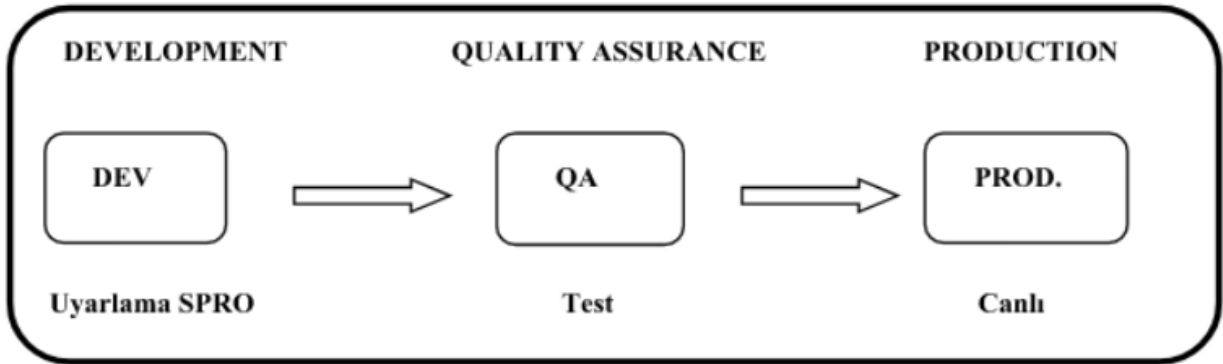 DEVELOPMENT QUALITY ASSURANCE PRODUCTION
DEV QA PROD.
Uyarlama SPRO Test Canlı